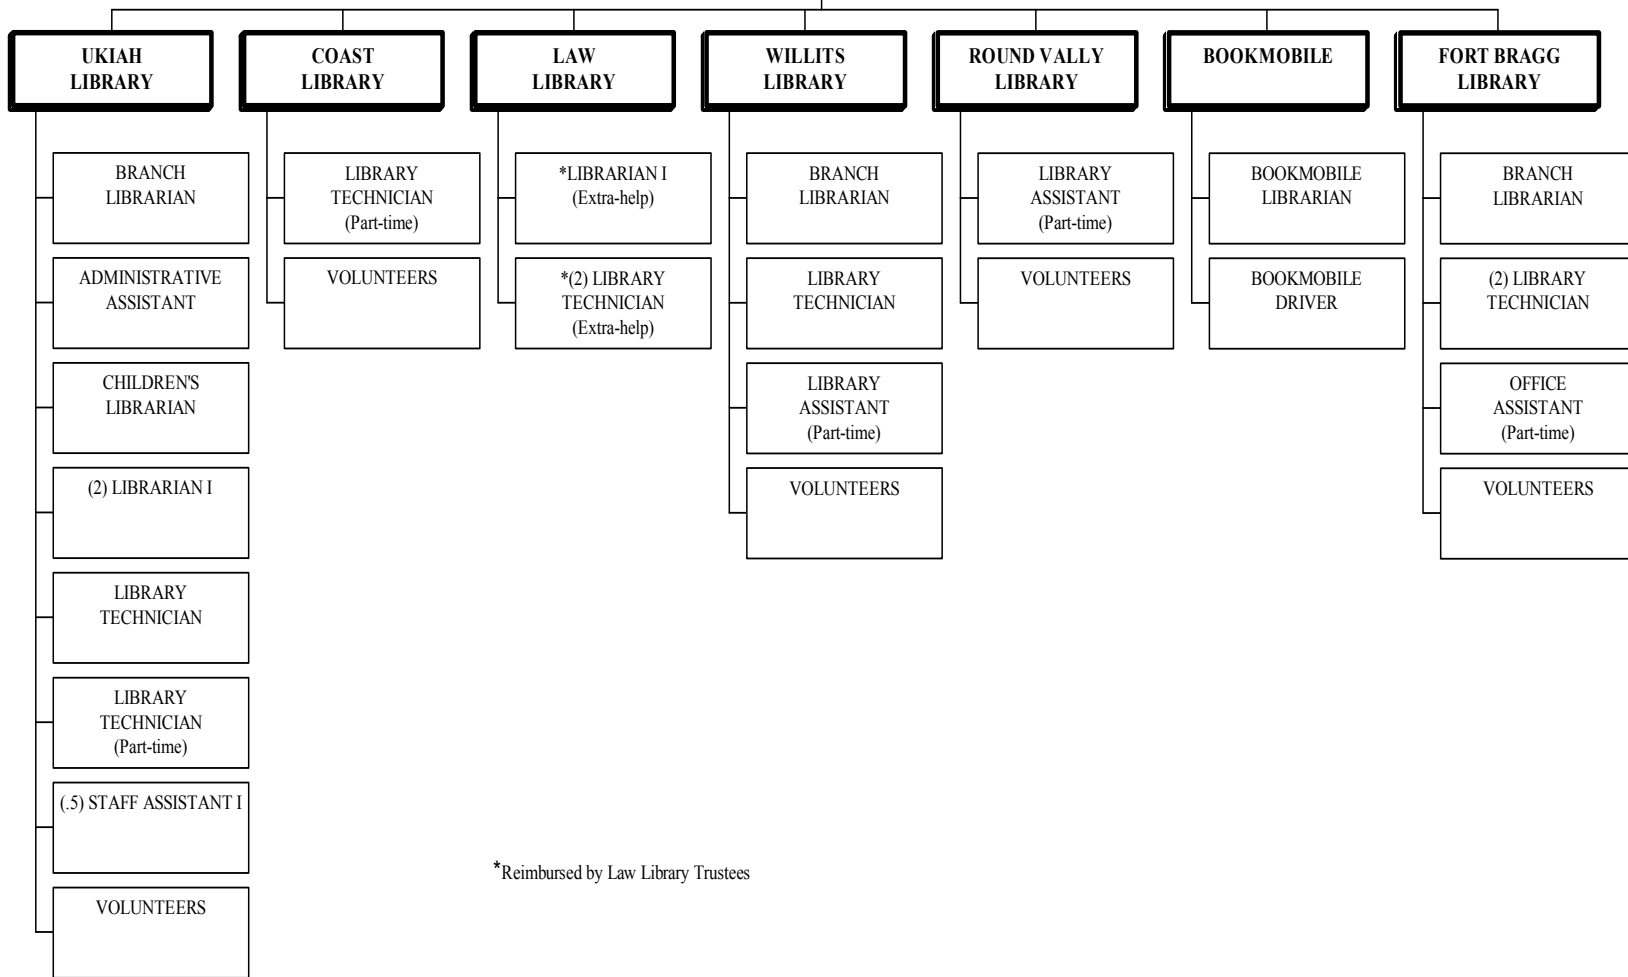 UKIAH
LIBRARY
COAST
LIBRARY
LAW
LIBRARY
WILLITS
LIBRARY
ROUND VALLY
LIBRARY
BOOKMOBILE
FORT BRAGG
LIBRARY
BRANCH
LIBRARIAN
ADMINISTRATIVE
ASSISTANT
CHILDREN'S
LIBRARIAN
(2) LIBRARIAN I
LIBRARY
TECHNICIAN
LIBRARY
TECHNICIAN
(Part-time)
(.5) STAFF ASSISTANT I
VOLUNTEERS
LIBRARY
TECHNICIAN
(Part-time)
VOLUNTEERS
*LIBRARIAN I
(Extra-help)
*(2) LIBRARY
TECHNICIAN
(Extra-help)
BRANCH
LIBRARIAN
LIBRARY
TECHNICIAN
LIBRARY
ASSISTANT
(Part-time)
VOLUNTEERS
LIBRARY
ASSISTANT
(Part-time)
VOLUNTEERS
BOOKMOBILE
LIBRARIAN
BOOKMOBILE
DRIVER
BRANCH
LIBRARIAN
(2) LIBRARY
TECHNICIAN
OFFICE
ASSISTANT
(Part-time)
VOLUNTEERS
*Reimbursed by Law Library Trustees